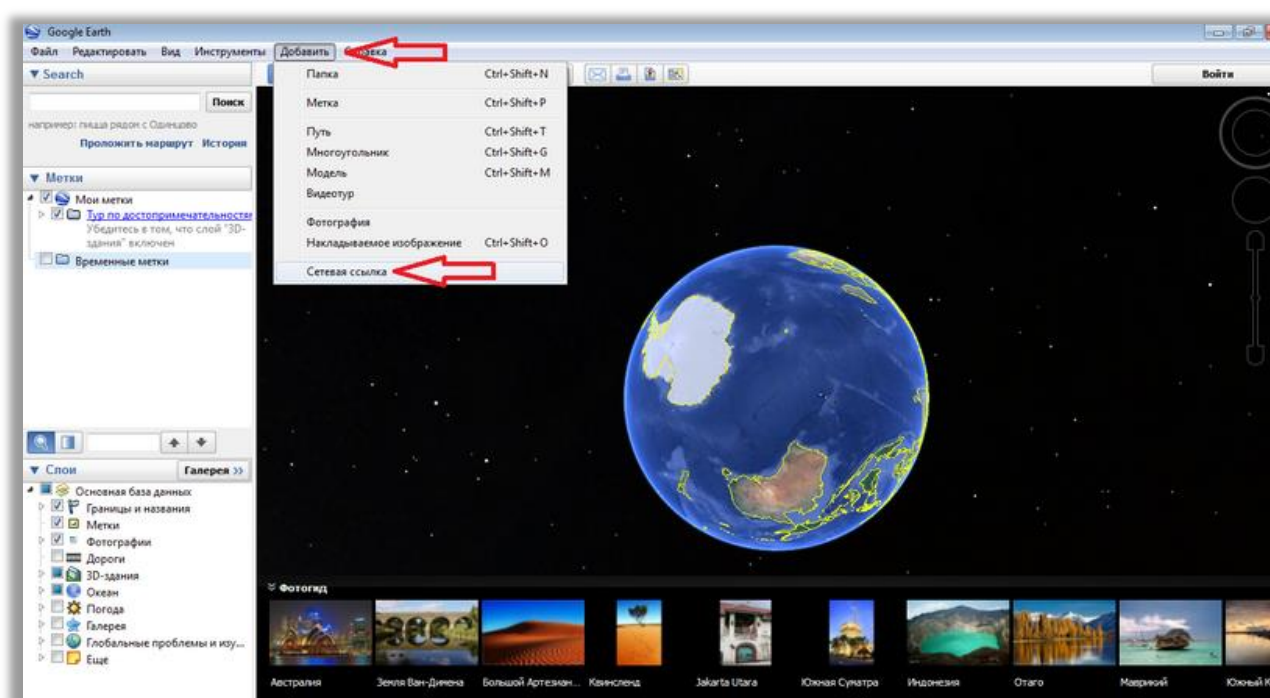 Google Earth
Файл Редактировать Вид Инструменты Добавить
Search
Войти
Поиск
например: пицца рядом с Одинцово
Проложить маршрут История
Папка Ctrl+Shift+N
Метка Ctrl+Shift+P
Путь Ctrl+Shift+T
Многоугольник Ctrl+Shift+G
Модель Ctrl+Shift+M
Видеотур
Фотография
Накладываемое изображение Ctrl+Shift+O
Сетевая ссылка
Метки
Мои метки
Тур по достопримечательностям
Убедитесь в том, что слой "3D-
здания" включен
Временные метки
Слои Галерея >>
Основная база данных
Границы и названия
Метки
Фотографии
Дороги
3D-здания
Океан
Погода
Галерея
Глобальные проблемы и изу...
Еще
Фотогид
Австралия Земля Ван-Димена Большой Артезиан... Квинсленд Jakarta Utara Южная Суматра Индонезия Отаго Маврикий Южный